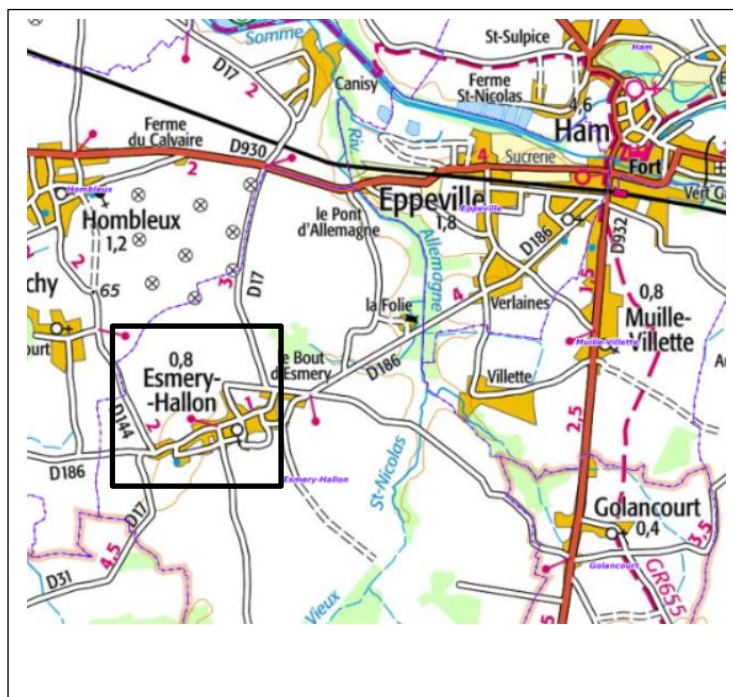 Somme
D17
2
St-Sulpice
Ham
Canisy
Ferme
St-Nicolas
4,6
Ham
Ferme
du Calvaire
D930
Riv.
Sucrerie
4
Fort
2
Hombleux
Eppeville
Eppeville
Vert
Hombleux
1,2
le Pont
d'Allemagne
1,8
D186
D932
Allemagne
2
3
D17
65
la Folie
4
Verlaines
1,5
0,8
Muille-
Villette
Muille-Villette
0,8
Esmery-
-Hallon
le Bout
d'Esmery
D186
Villette
2
1
D144
2,5
D186
Esmery-Hallon
St-Nicolas
D17
4,5
Golancourt
0,4
3,5
D31
Golancourt
GR655
Vieux